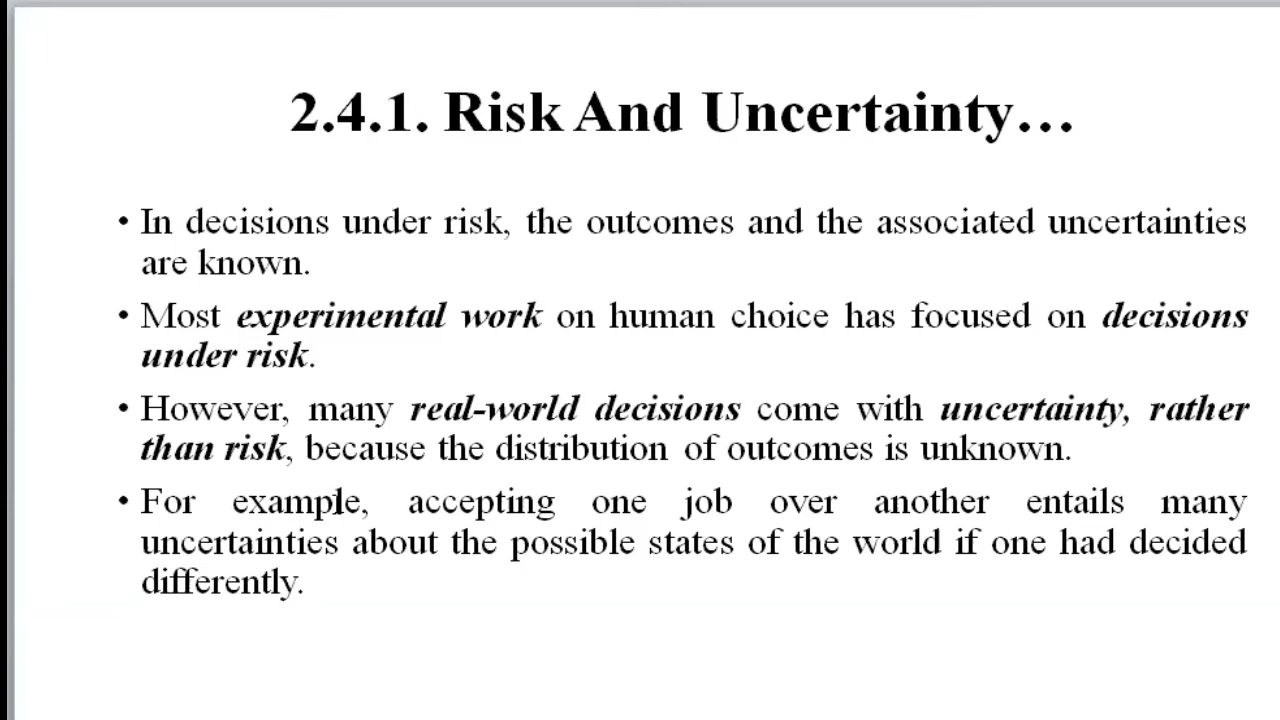 2.4.1. Risk And Uncertainty…
• In decisions under risk, the outcomes and the associated uncertainties
are known.
• Most experimental work on human choice has focused on decisions
under risk.
• However, many real-world decisions come with uncertainty, rather
than risk, because the distribution of outcomes is unknown.
• For example, accepting one job over another entails many
uncertainties about the possible states of the world if one had decided
differently.